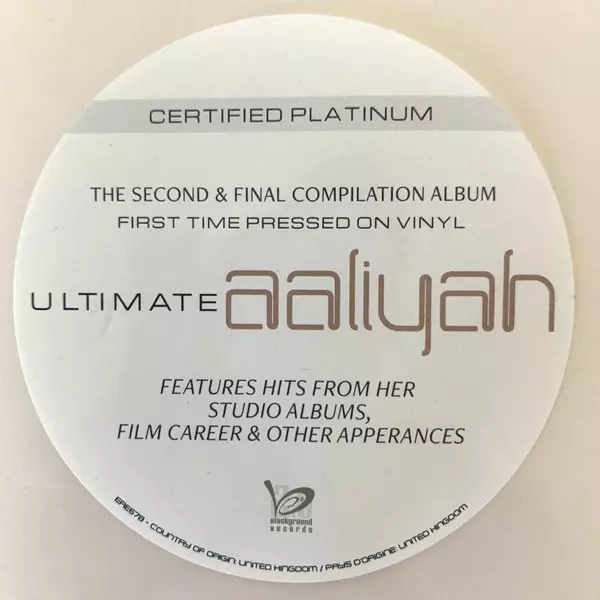 CERTIFIED PLATINUM
THE SECOND & FINAL COMPILATION ALBUM
FIRST TIME PRESSED ON VINYL
ULTIMATE aaliyah
FEATURES HITS FROM HER
STUDIO ALBUMS,
FILM CAREER & OTHER APPERANCES
Blackground
Records
ERE678 - COUNTRY OF ORIGIN: UNITED KINGDOM / PAYS D'ORIGINE: UNITED KINGDOM